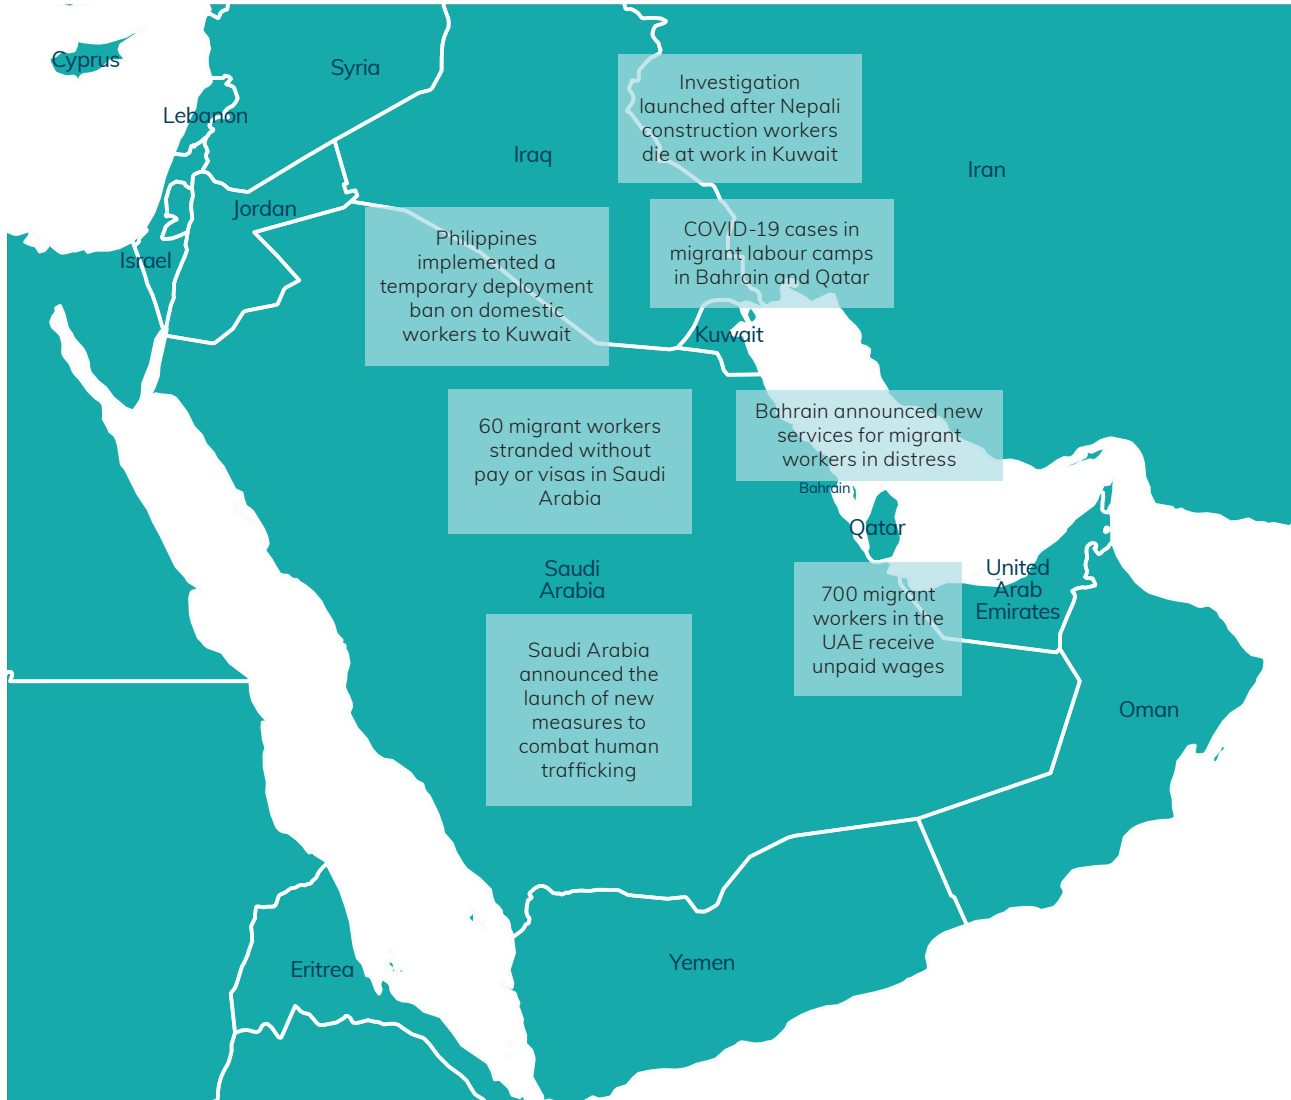 Cyprus
Syria
Lebanon
Iraq
Investigation
launched after Nepali
construction workers
die at work in Kuwait
Iran
Jordan
Israel
Philippines
implemented a
temporary deployment
ban on domestic
workers to Kuwait
COVID-19 cases in
migrant labour camps
in Bahrain and Qatar
Kuwait
60 migrant workers
stranded without
pay or visas in Saudi
Arabia
Bahrain announced new
services for migrant
workers in distress
Bahrain
Qatar
Saudi
Arabia
United
Arab
Emirates
700 migrant
workers in the
UAE receive
unpaid wages
Saudi Arabia
announced the
launch of new
measures to
combat human
trafficking
Oman
Eritrea
Yemen